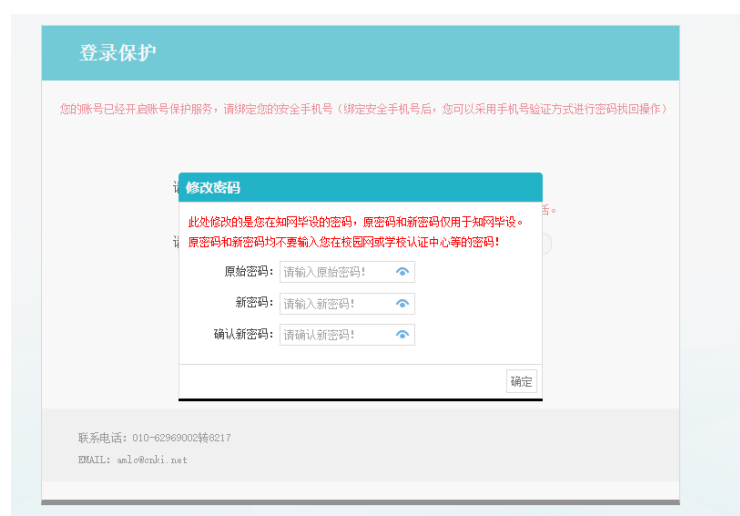 登录保护
您的账号已经开启账号保护服务，请绑定您的安全手机号（绑定安全手机号后，您可以采用手机号验证方式进行密码找回操作）
修改密码
此处修改的是您在知网毕设的密码，原密码和新密码仅用于知网毕设。
原密码和新密码均不要输入您在校园网或学校认证中心等的密码！
原始密码： 请输入原始密码！
新密码： 请输入新密码！
确认新密码： 请确认新密码！
确定
联系电话：010-62969002转8217
EMAIL: amlc@cnki.net